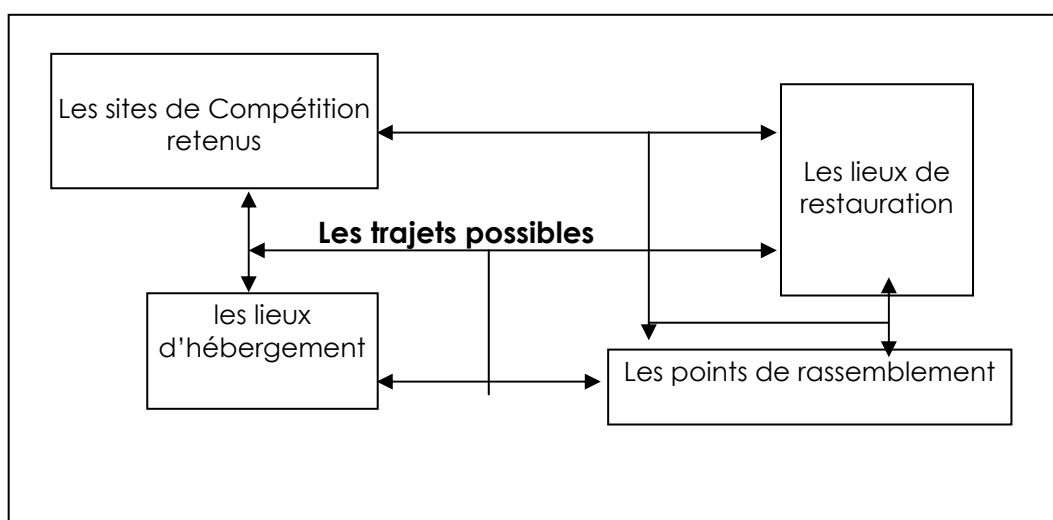 Les sites de Compétition
retenus
Les lieux de
restauration
Les trajets possibles
les lieux
d'hébergement
Les points de rassemblement